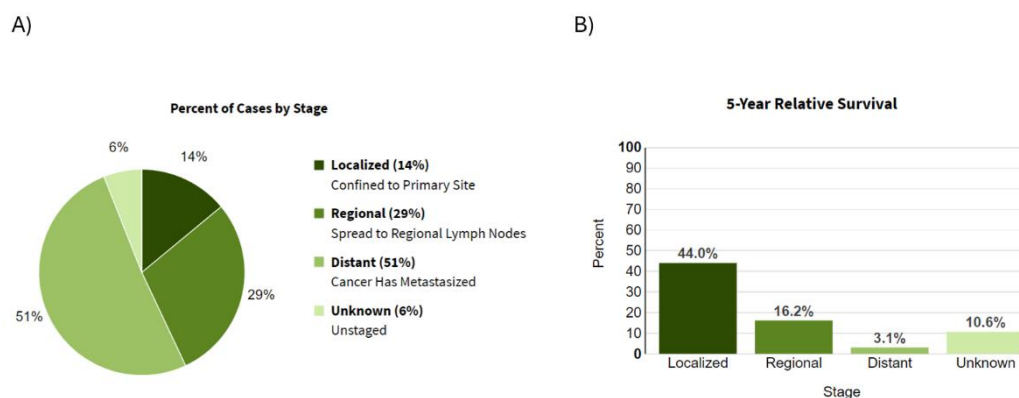 A)
Percent of Cases by Stage
6%
14%
29%
51%
Localized (14%)
Confined to Primary Site
Regional (29%)
Spread to Regional Lymph Nodes
Distant (51%)
Cancer Has Metastasized
Unknown (6%)
Unstaged
B)
5-Year Relative Survival
Percent
100
90
80
70
60
50
40
30
20
10
0
44.0%
16.2%
3.1%
10.6%
Localized
Regional
Distant
Unknown
Stage